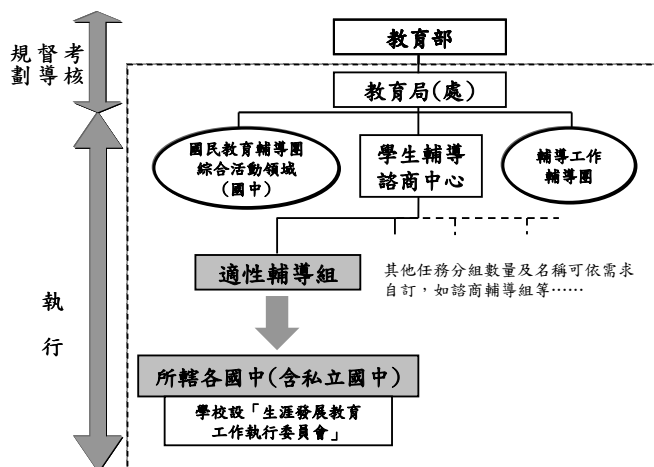 教育部
規督考
劃導核
教育局(處)
國民教育輔導團
綜合活動領域
(國中)
學生輔導
諮商中心
輔導工作
輔導團
適性輔導組
其他任務分組數量及名稱可依需求
自訂，如諮商輔導組等……
執
行
所轄各國中(含私立國中)
學校設「生涯發展教育
工作執行委員會」